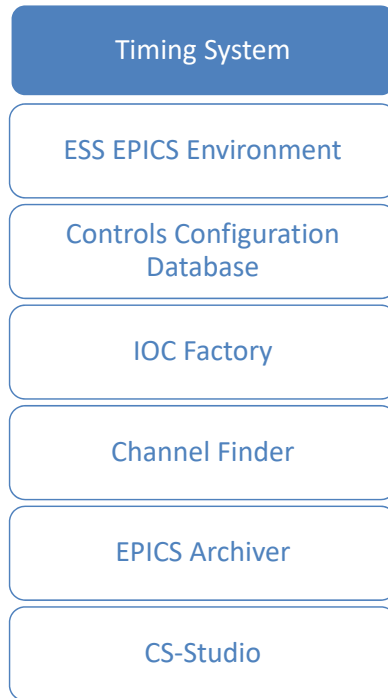 Timing System
ESS EPICS Environment
Controls Configuration
Database
IOC Factory
Channel Finder
EPICS Archiver
CS-Studio